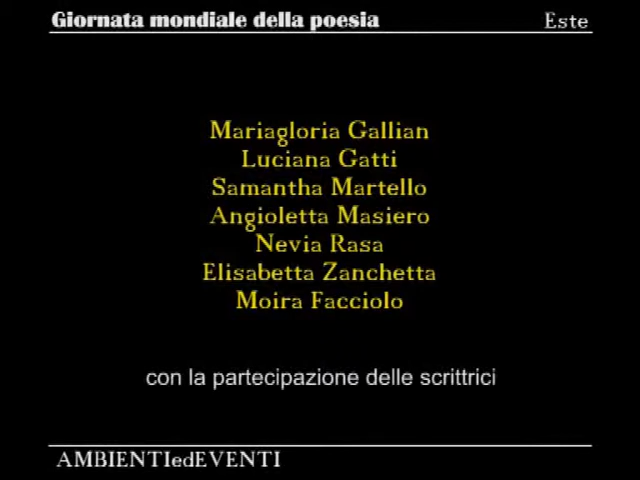 Giornata mondiale della poesia
Este
Mariagloria Gallian
Luciana Gatti
Samantha Martello
Angioletta Masiero
Nevia Rasa
Elisabetta Zanchetta
Moira Facciolo
con la partecipazione delle scrittrici
AMBIENTIedEVENTI